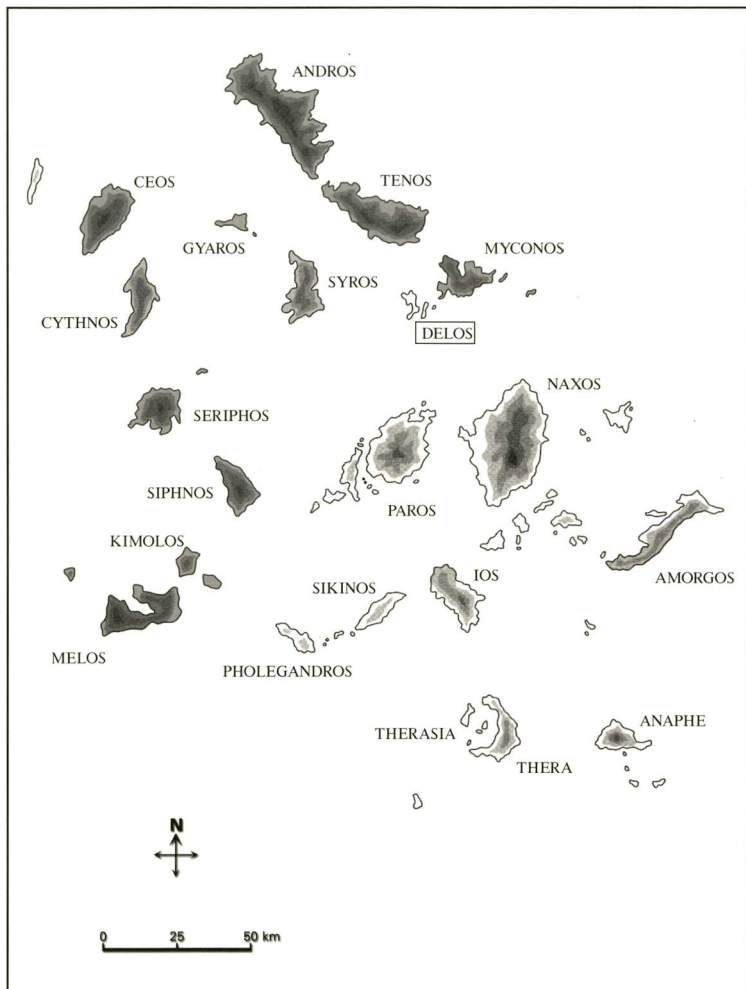 ANDROS
CEOS
TENOS
GYAROS
MYCONOS
SYROS
CYTHNOS
DELOS
NAXOS
SERIPHOS
SIPHNOS
PAROS
KIMOLOS
IOS
AMORGOS
SIKINOS
MELOS
PHOLEGANDROS
ANAPHE
THERASIA
THERA
N
0 25 50 km